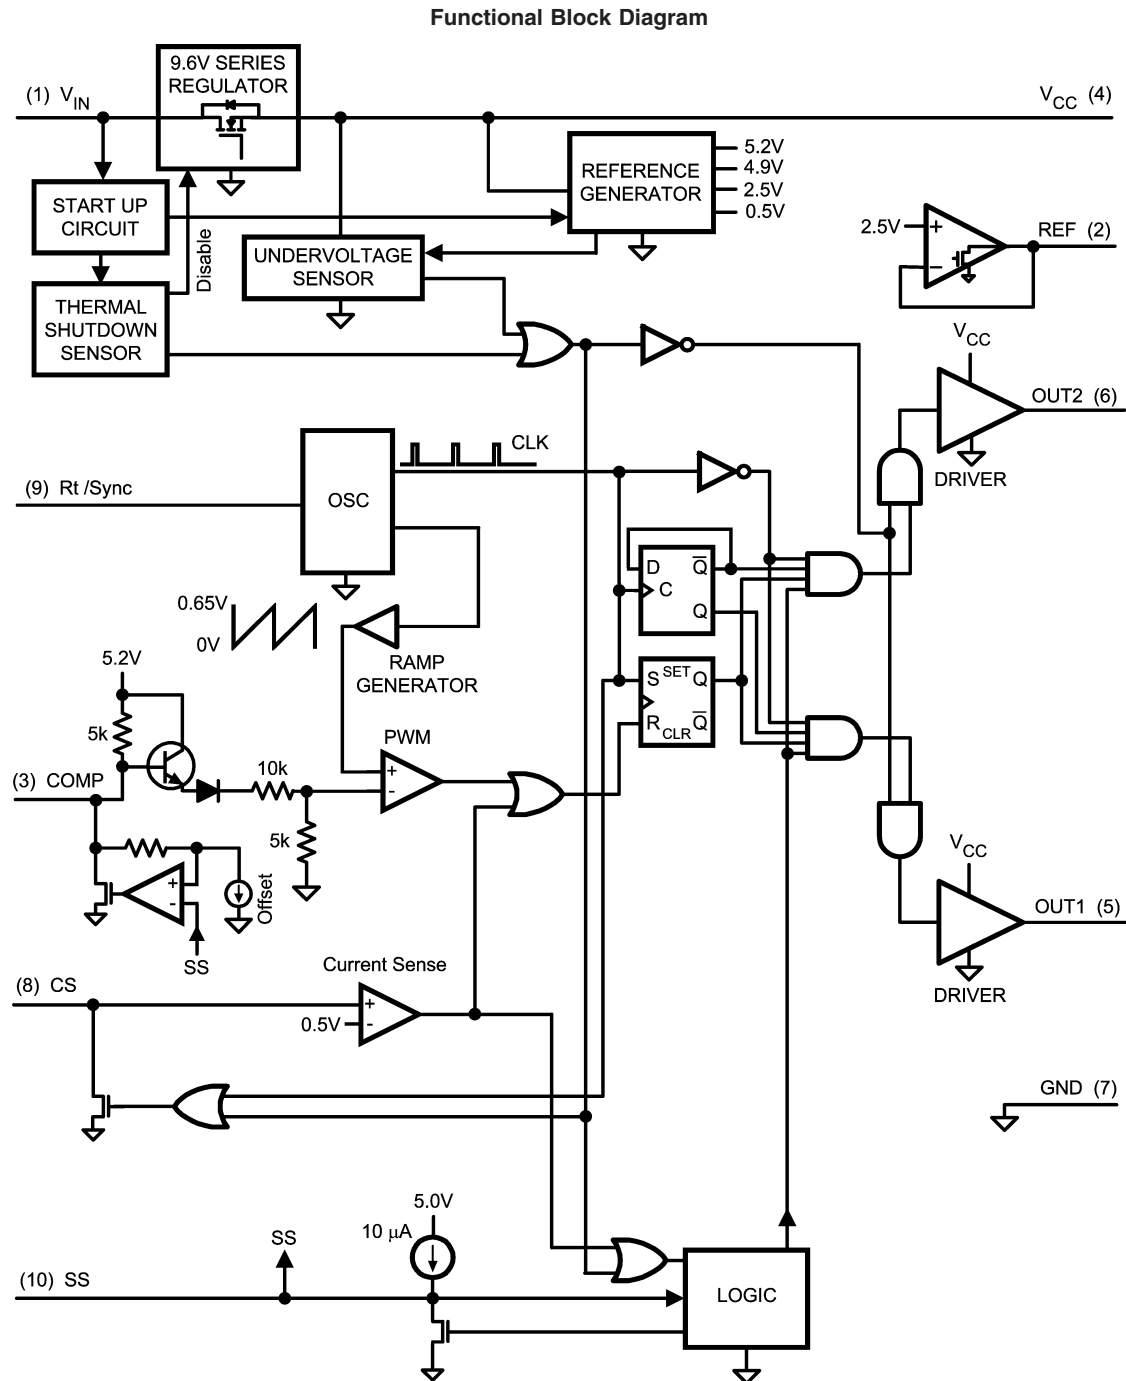 Functional Block Diagram
9.6V SERIES
REGULATOR
(1) VIN
VCC (4)
START UP
CIRCUIT
Disable
REFERENCE
GENERATOR
5.2V
4.9V
2.5V
0.5V
UNDERVOLTAGE
SENSOR
THERMAL
SHUTDOWN
SENSOR
2.5V
+
-
REF (2)
VCC
OUT2 (6)
DRIVER
(9) Rt /Sync
OSC
CLK
D
Q
C
Q
0.65V
0V
RAMP
GENERATOR
S
SET
Q
R
CLR
Q
5.2V
5k
(3) COMP
10k
5k
PWM
+
-
+
-
Offset
SS
VCC
OUT1 (5)
DRIVER
(8) CS
Current Sense
+
0.5V
-
GND (7)
5.0V
10 μA
SS
(10) SS
LOGIC